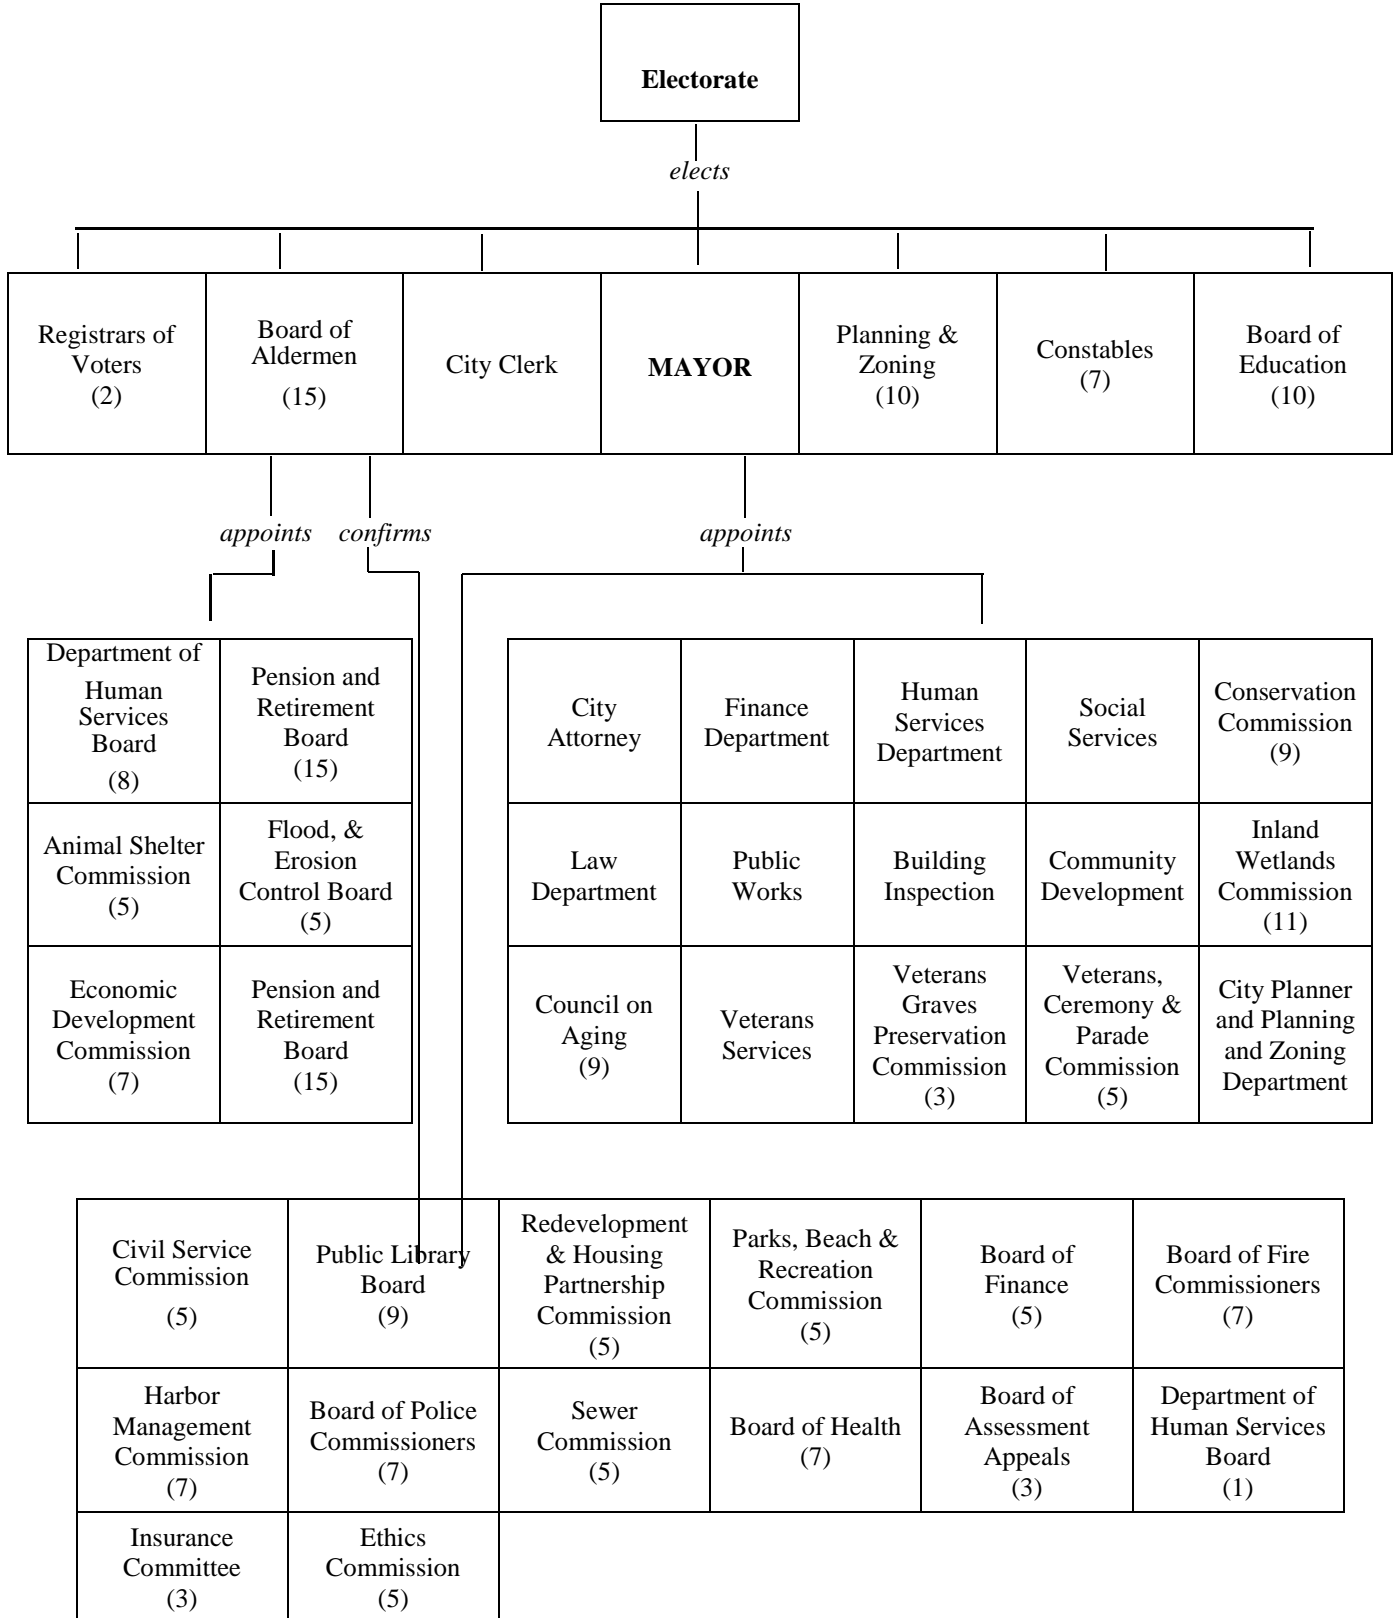 Electorate
elects
Registrars of
Voters
(2)
Board of
Aldermen
(15)
City Clerk
MAYOR
Planning &
Zoning
(10)
Constables
(7)
Board of
Education
(10)
appoints
confirms
appoints
Department of
Human
Services
Board
(8)
Pension and
Retirement
Board
(15)
Animal Shelter
Commission
(5)
Flood, &
Erosion
Control Board
(5)
Economic
Development
Commission
(7)
Pension and
Retirement
Board
(15)
City
Attorney
Finance
Department
Human
Services
Department
Social
Services
Conservation
Commission
(9)
Law
Department
Public
Works
Building
Inspection
Community
Development
Inland
Wetlands
Commission
(11)
Council on
Aging
(9)
Veterans
Services
Veterans
Graves
Preservation
Commission
(3)
Veterans,
Ceremony &
Parade
Commission
(5)
City Planner
and Planning
and Zoning
Department
Civil Service
Commission
(5)
Public Library
Board
(9)
Redevelopment
& Housing
Partnership
Commission
(5)
Parks, Beach &
Recreation
Commission
(5)
Board of
Finance
(5)
Board of Fire
Commissioners
(7)
Harbor
Management
Commission
(7)
Board of Police
Commissioners
(7)
Sewer
Commission
(5)
Board of Health
(7)
Board of
Assessment
Appeals
(3)
Department of
Human Services
Board
(1)
Insurance
Committee
(3)
Ethics
Commission
(5)